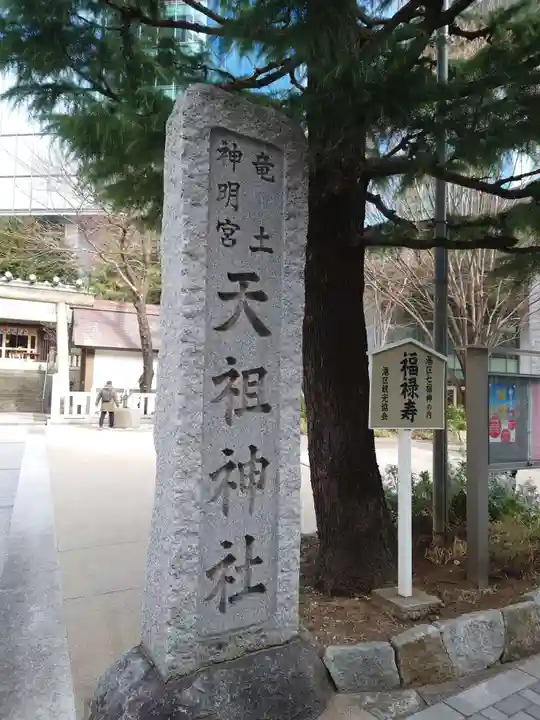 竜土
神明宮
天祖神社
港区七福神の内
福禄寿
港区観光協会